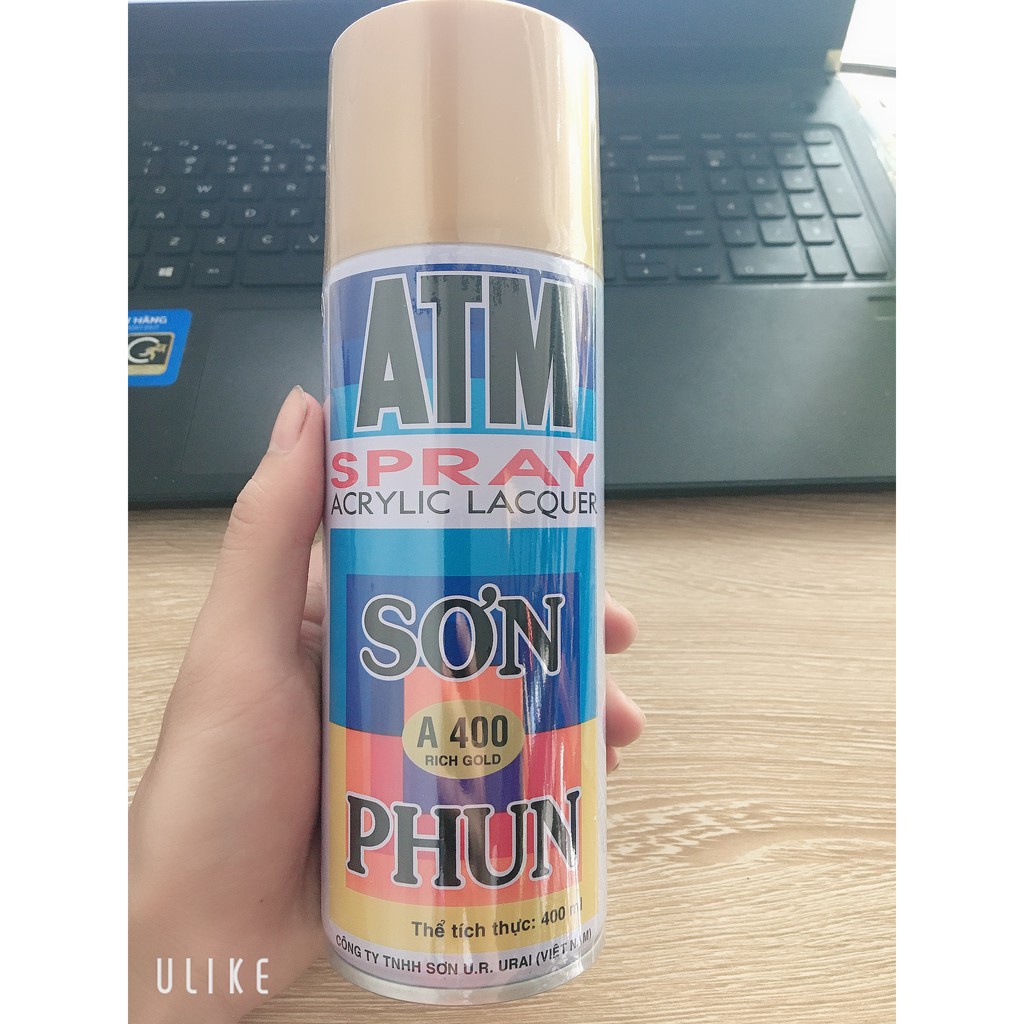 ATM
SPRAY
ACRYLIC LACQUER
SƠN
A 400
RICH GOLD
PHUN
Thể tích thực: 400 ml
CÔNG TY TNHH SƠN U.R. URAI (VIỆT NAM)
HÀNG
ULIKE